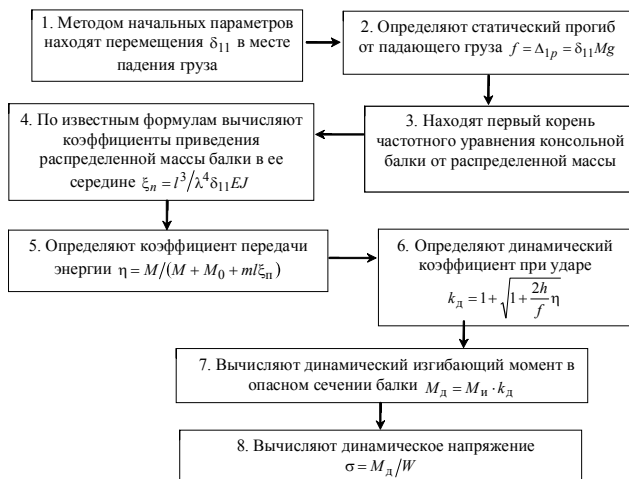 1. Методом начальных параметров
находят перемещения δ₁₁ в месте
падения груза
2. Определяют статический прогиб
от падающего груза f = Δ₁ₚ = δ₁₁Mg
3. Находят первый корень
частотного уравнения консольной
балки от распределенной массы
4. По известным формулам вычисляют
коэффициенты приведения
распределенной массы балки в ее
середине ξₙ = l³/λ⁴δ₁₁EJ
5. Определяют коэффициент передачи
энергии η = M/(M + M₀ + mlξп)
6. Определяют динамический
коэффициент при ударе
kд = 1 + √(1 + (2h/f)η)
7. Вычисляют динамический изгибающий момент в
опасном сечении балки Mд = Mи · kд
8. Вычисляют динамическое напряжение
σ = Mд/W